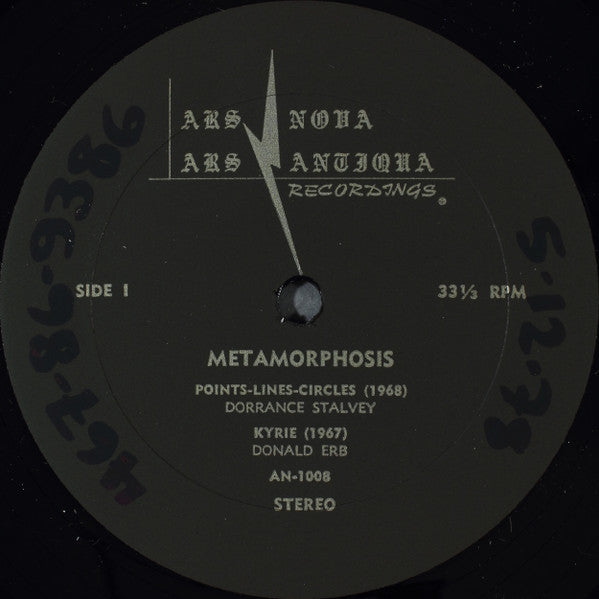 ARS NOVA
ARS ANTIQUA
RECORDINGS®
SIDE 1
33⅓ RPM
METAMORPHOSIS
POINTS-LINES-CIRCLES (1968)
DORRANCE STALVEY
KYRIE (1967)
DONALD ERB
AN-1008
STEREO
467-86-9386
5-12-78